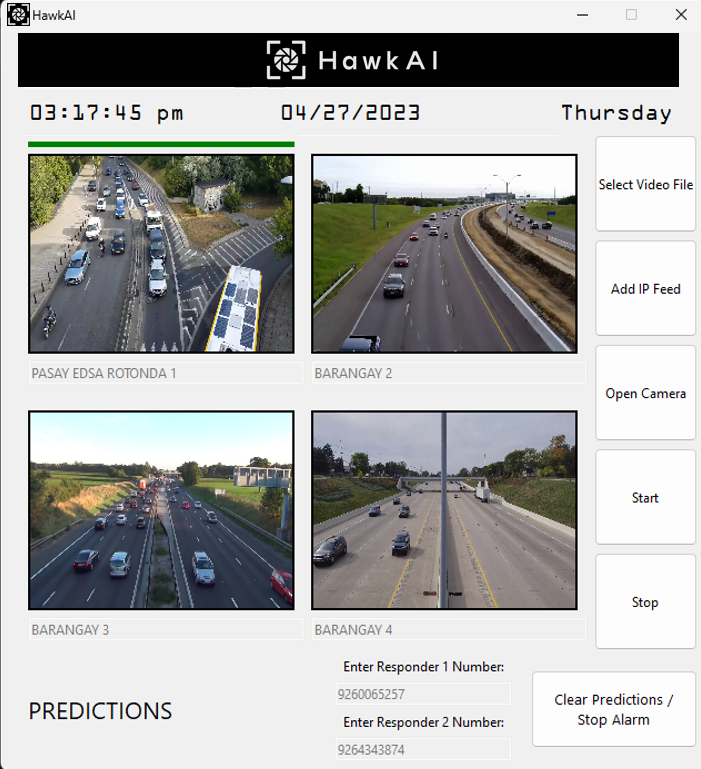 HawkAI
HawkAI
03:17:45 pm 04/27/2023 Thursday
Select Video File
Add IP Feed
Open Camera
Start
Stop
PASAY EDSA ROTONDA 1
BARANGAY 2
BARANGAY 3
BARANGAY 4
PREDICTIONS
Enter Responder 1 Number:
9260065257
Enter Responder 2 Number:
9264343874
Clear Predictions /
Stop Alarm